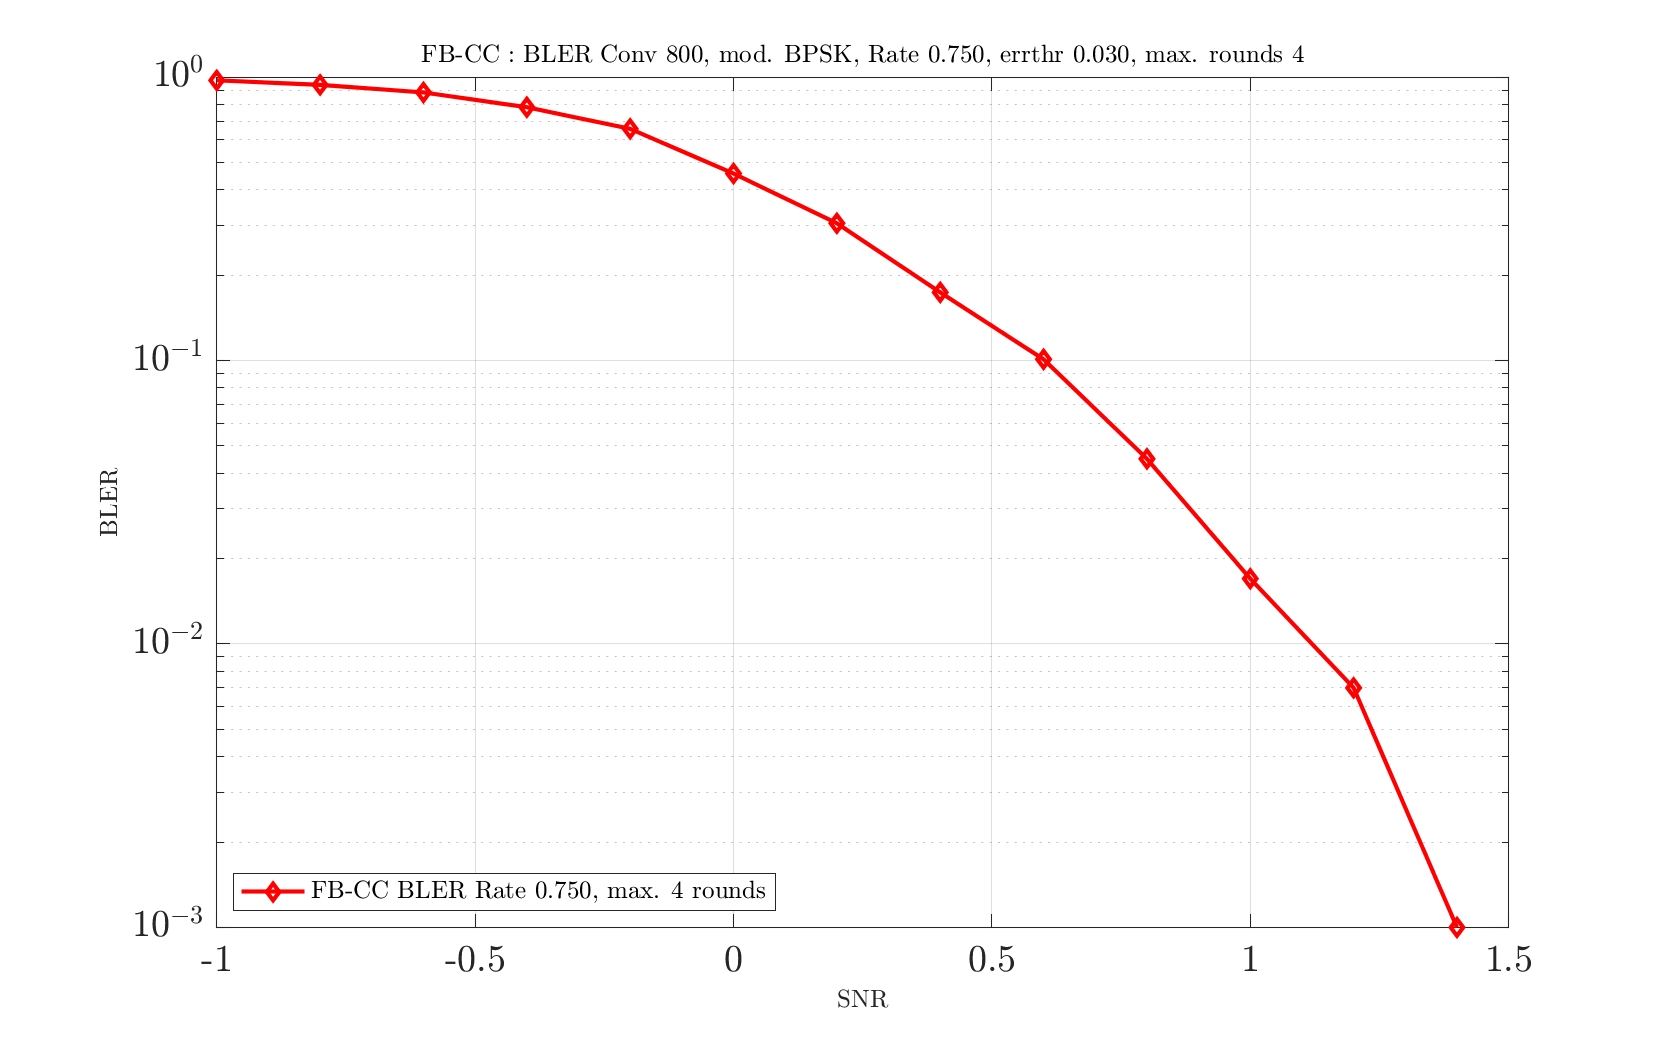 FB-CC : BLER Conv 800, mod. BPSK, Rate 0.750, errthr 0.030, max. rounds 4
10^0
10^-1
BLER
10^-2
10^-3
FB-CC BLER Rate 0.750, max. 4 rounds
-1 -0.5 0 0.5 1 1.5
SNR